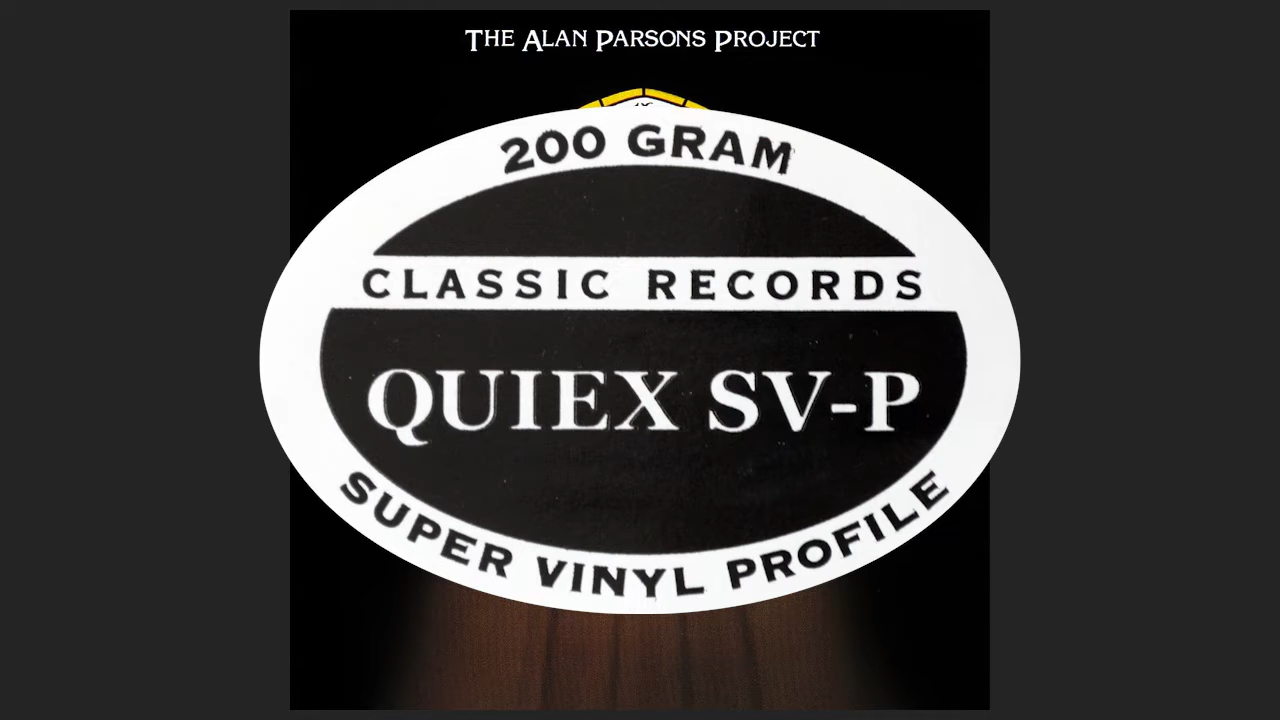 THE ALAN PARSONS PROJECT
200 GRAM
CLASSIC RECORDS
QUIEX SV-P
SUPER VINYL PROFILE